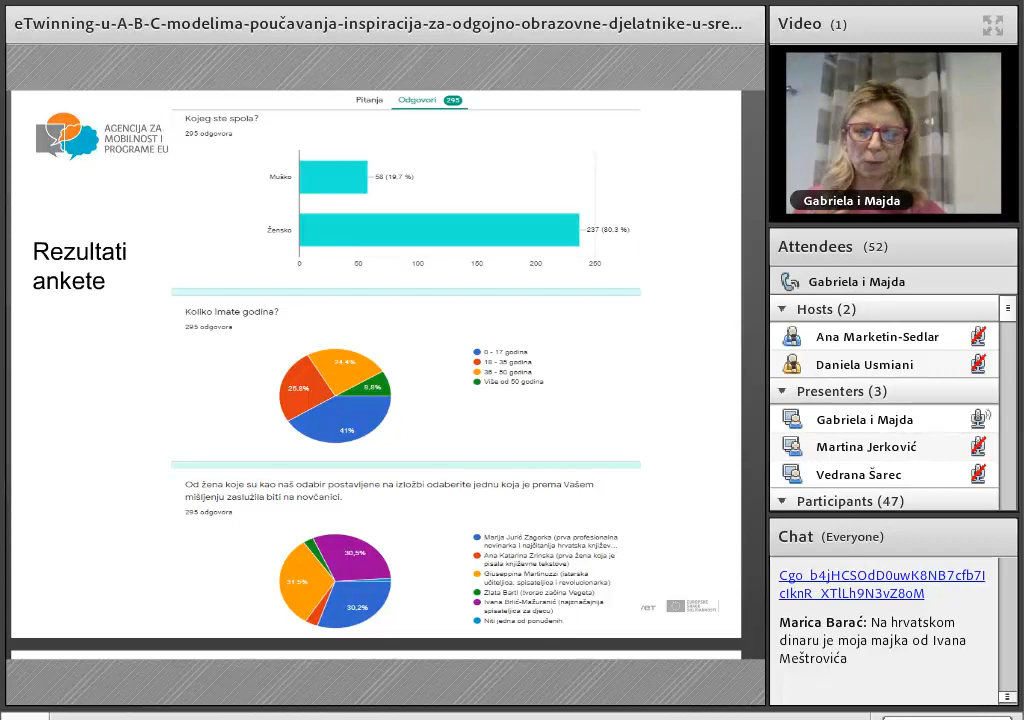 eTwinning-u-A-B-C-modelima-poučavanja-inspiracija-za-odgojno-obrazovne-djelatnike-u-sre...
Pitanja Odgovori 295
AGENCIJA ZA
MOBILNOST I
PROGRAME EU
Rezultati
ankete
Kojeg ste spola?
295 odgovora
Muško
58 (19.7 %)
Žensko
237 (80.3 %)
0 50 100 150 200 250
Koliko imate godina?
295 odgovora
24,4%
25,8%
8,8%
41%
0 - 17 godina
18 - 35 godina
36 - 50 godina
Više od 50 godina
Od žena koje su kao naš odabir postavljene na izložbi odaberite jednu koja je prema Vašem
mišljenju zaslužila biti na novčanici.
295 odgovora
30,5%
31,5%
30,2%
Marija Jurić Zagorka (prva profesionalna
novinarka i najčitanija hrvatska književ...
Ana Katarina Zrinska (prva žena koja je
pisala književne tekstove)
Giuseppina Martinuzzi (istarska
učiteljica, spisateljica i revolucionarka)
Zlata Bartl (tvorac začina Vegeta)
Ivana Brlić-Mažuranić (najznačajnija
spisateljica za djecu)
Niti jedna od ponuđenih
Video (1)
Gabriela i Majda
Attendees (52)
Gabriela i Majda
Hosts (2)
Ana Marketin-Sedlar
Daniela Usmiani
Presenters (3)
Gabriela i Majda
Martina Jerković
Vedrana Šarec
Participants (47)
Chat (Everyone)
Cgo_b4jHCSOdD0uwK8NB7cfb7I
cIknR_XTlLh9N3vZ8oM
Marica Barać: Na hrvatskom
dinaru je moja majka od Ivana
Meštrovića